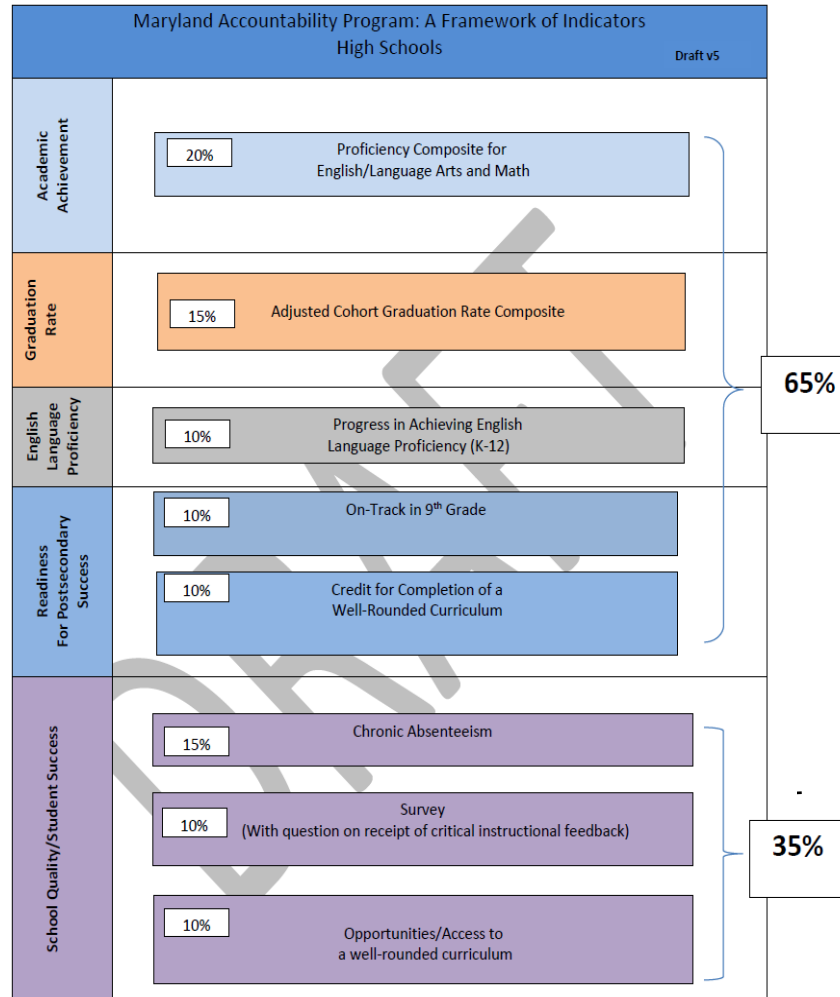 Maryland Accountability Program: A Framework of Indicators
High Schools
Draft v5
Academic
Achievement
20%
Proficiency Composite for
English/Language Arts and Math
Graduation
Rate
15%
Adjusted Cohort Graduation Rate Composite
65%
English
Language
Proficiency
10%
Progress in Achieving English
Language Proficiency (K-12)
Readiness
For Postsecondary
Success
10%
On-Track in 9th Grade
10%
Credit for Completion of a
Well-Rounded Curriculum
School Quality/Student Success
15%
Chronic Absenteeism
10%
Survey
(With question on receipt of critical instructional feedback)
-
35%
10%
Opportunities/Access to
a well-rounded curriculum
DRAFT